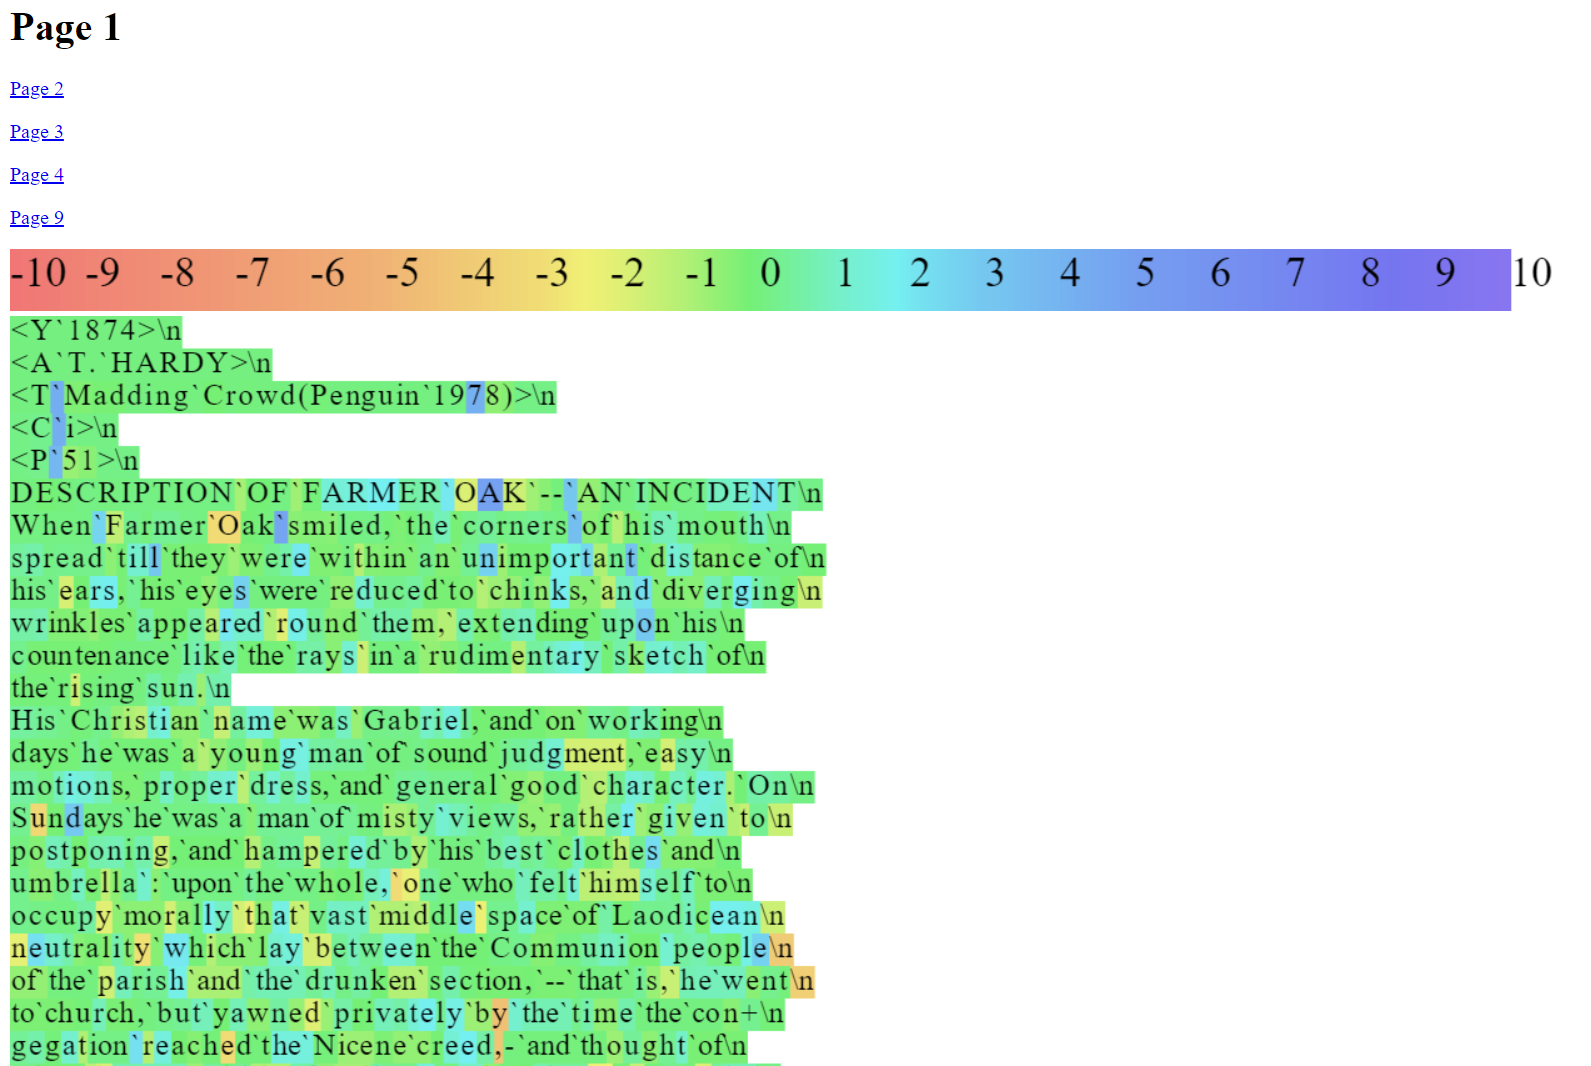 Page 1
Page 2
Page 3
Page 4
Page 9
-10 -9 -8 -7 -6 -5 -4 -3 -2 -1 0 1 2 3 4 5 6 7 8 9 10
<Y`1874>\n
<A`T.`HARDY>\n
<T`Madding`Crowd(Penguin`1978)>\n
<C`i>\n
<P`51>\n
DESCRIPTION`OF`FARMER`OAK`--`AN`INCIDENT\n
When`Farmer`Oak`smiled,`the`corners`of`his`mouth\n
spread`till`they`were`within`an`unimportant`distance`of\n
his`ears,`his`eyes`were`reduced`to`chinks,`and`diverging\n
wrinkles`appeared`round`them,`extending`upon`his\n
countenance`like`the`rays`in`a`rudimentary`sketch`of\n
the`rising`sun.\n
His`Christian`name`was`Gabriel,`and`on`working\n
days`he`was`a`young`man`of`sound`judgment,`easy\n
motions,`proper`dress,`and`general`good`character.`On\n
Sundays`he`was`a`man`of`misty`views,`rather`given`to\n
postponing,`and`hampered`by`his`best`clothes`and\n
umbrella`:`upon`the`whole,`one`who`felt`himself`to\n
occupy`morally`that`vast`middle`space`of`Laodicean\n
neutrality`which`lay`between`the`Communion`people\n
of`the`parish`and`the`drunken`section,`--`that`is,`he`went\n
to`church,`but`yawned`privately`by`the`time`the`con+\n
gegation`reached`the`Nicene`creed,-`and`thought`of\n